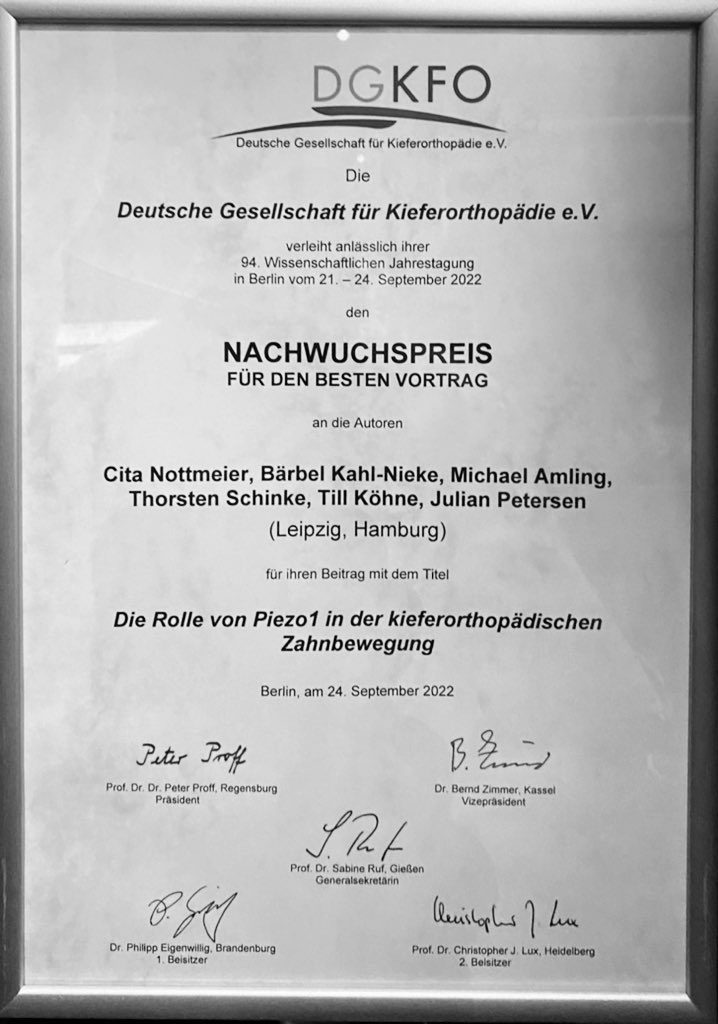 DGKFO
Deutsche Gesellschaft für Kieferorthopädie e.V.
Die
Deutsche Gesellschaft für Kieferorthopädie e.V.
verleiht anlässlich ihrer
94. Wissenschaftlichen Jahrestagung
in Berlin vom 21. – 24. September 2022
den
NACHWUCHSPREIS
FÜR DEN BESTEN VORTRAG
an die Autoren
Cita Nottmeier, Bärbel Kahl-Nieke, Michael Amling,
Thorsten Schinke, Till Köhne, Julian Petersen
(Leipzig, Hamburg)
für ihren Beitrag mit dem Titel
Die Rolle von Piezo1 in der kieferorthopädischen
Zahnbewegung
Berlin, am 24. September 2022
Peter Proff
Prof. Dr. Dr. Peter Proff, Regensburg
Präsident
B. Zimmer
Dr. Bernd Zimmer, Kassel
Vizepräsident
S. Ruf
Prof. Dr. Sabine Ruf, Gießen
Generalsekretärin
Dr. Philipp Eigenwillig, Brandenburg
1. Beisitzer
Christopher J. Lux
Prof. Dr. Christopher J. Lux, Heidelberg
2. Beisitzer